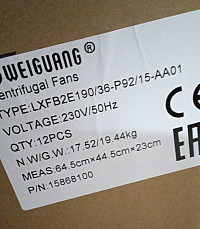 WEIGUANG®
entrifugal Fans
TYPE:LXFB2E190/36-P92/15-AA01
VOLTAGE:230V/50Hz
QTY:12PCS
N.W/G.W.:17.52/19.44kg
MEAS:64.5cm×44.5cm×23cm
P/N:15868100
CE
EA